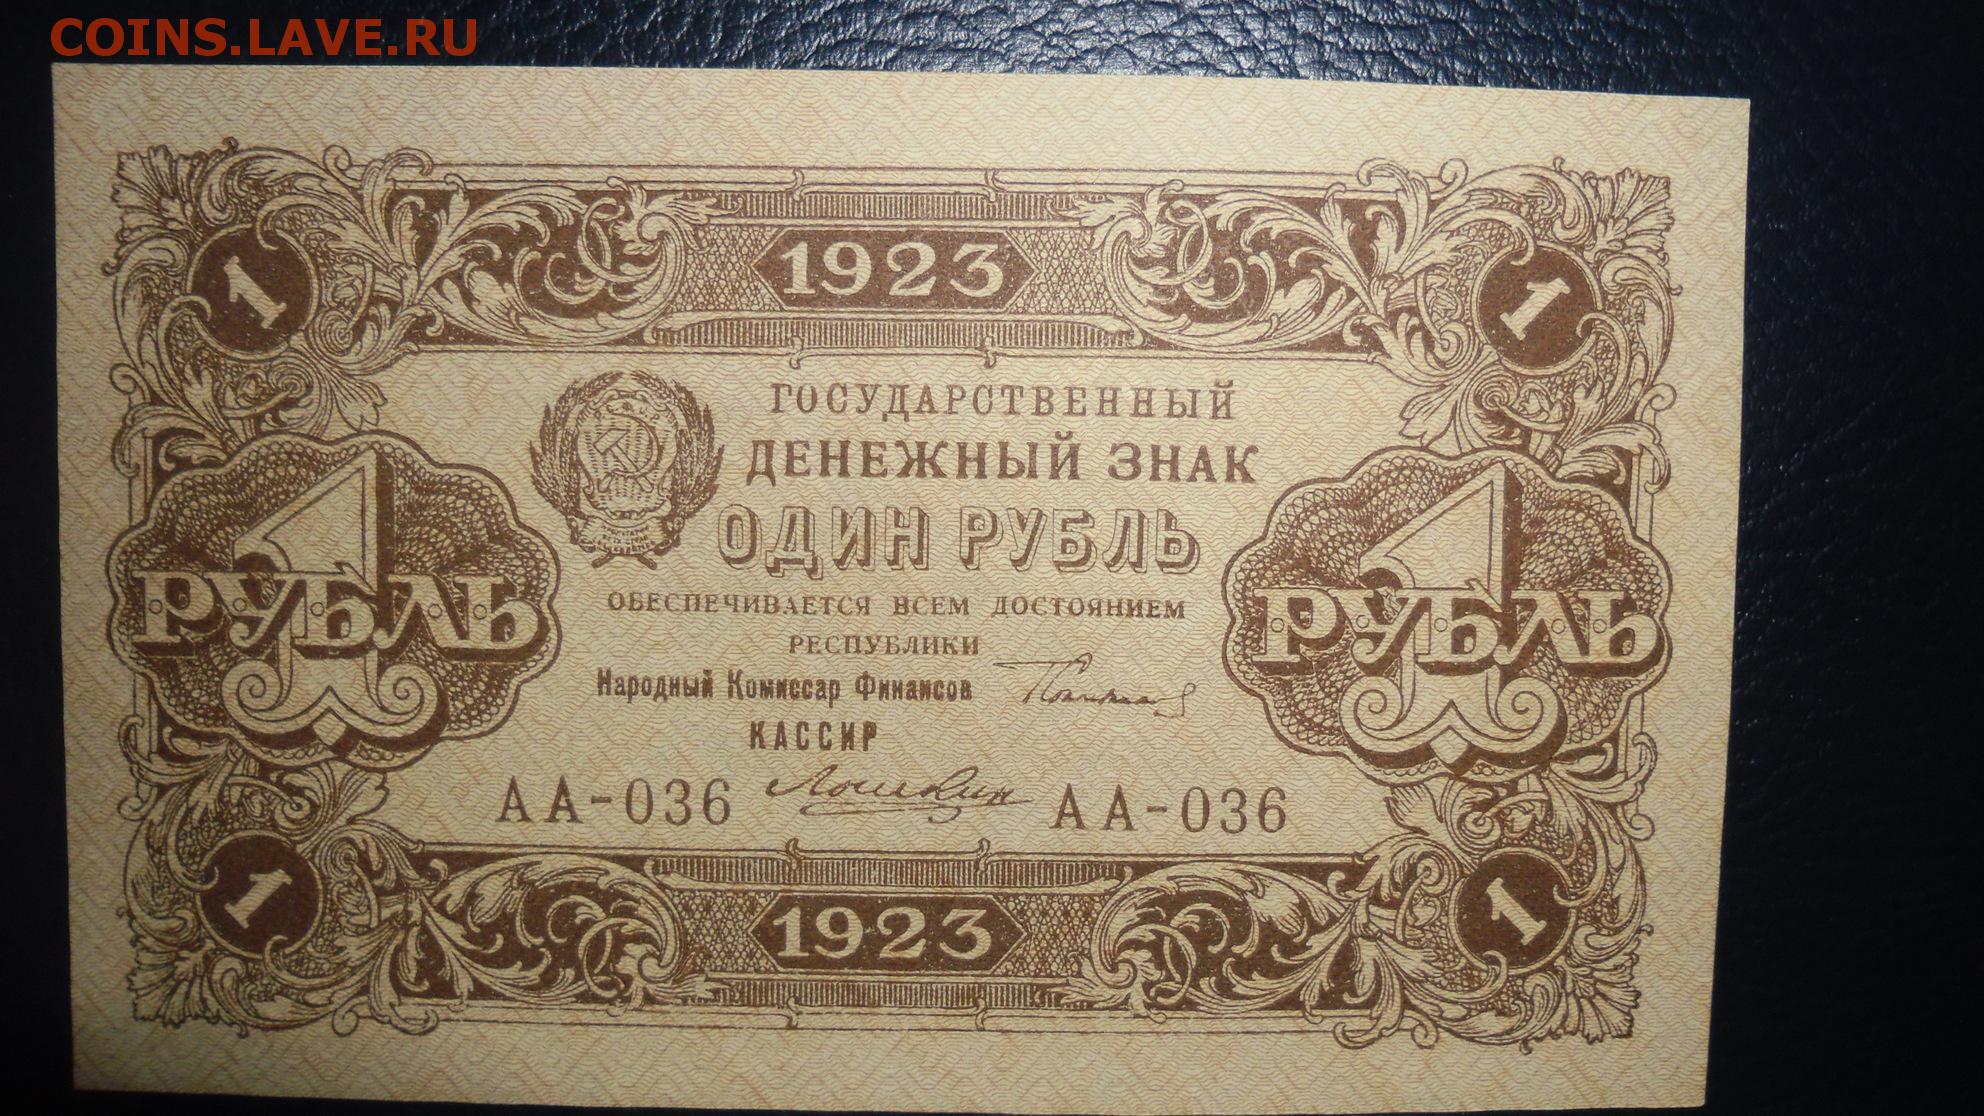 COINS.LAVE.RU
1923
1 1
ГОСУДАРСТВЕННЫЙ
ДЕНЕЖНЫЙ ЗНАК
ОДИН РУБЛЬ
1 РУБЛЬ
1 РУБЛЬ
ОБЕСПЕЧИВАЕТСЯ ВСЕМ ДОСТОЯНИЕМ
РЕСПУБЛИКИ
Народный Комиссар Финансов
КАССИР
АА-036 АА-036
1 1
1923